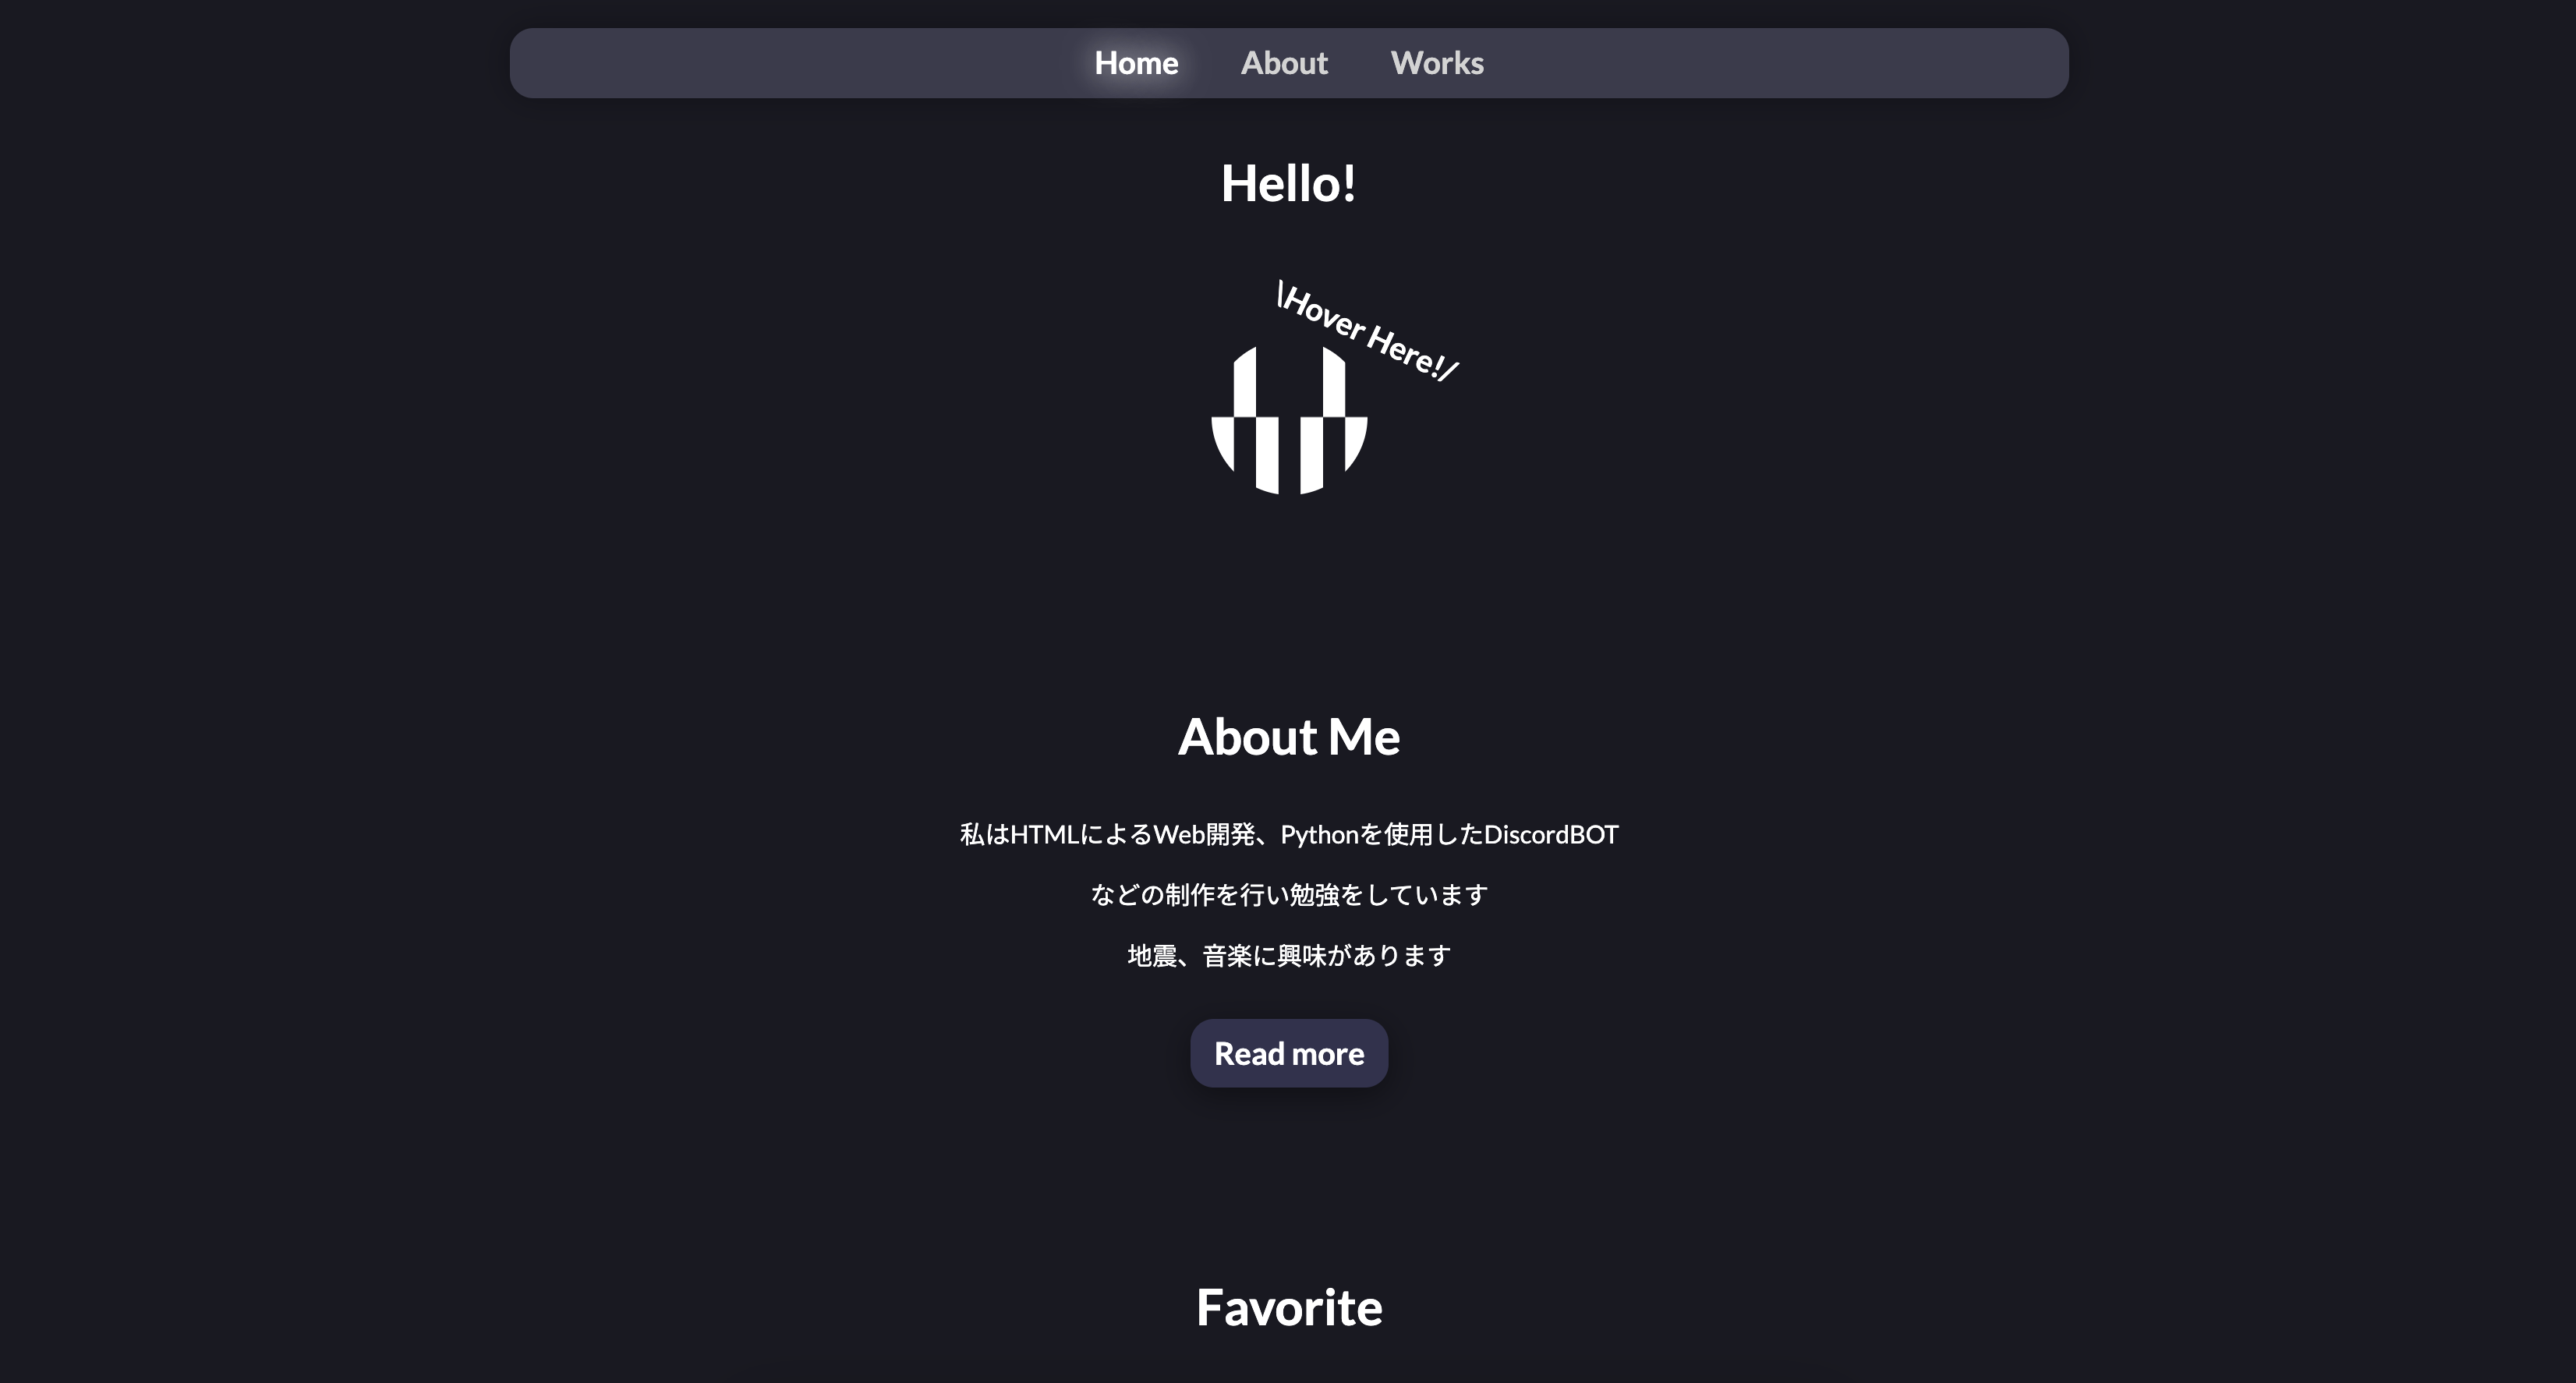 Home About Works
Hello!
\Hover Here!/
About Me
私はHTMLによるWeb開発、Pythonを使用したDiscordBOT
などの制作を行い勉強をしています
地震、音楽に興味があります
Read more
Favorite